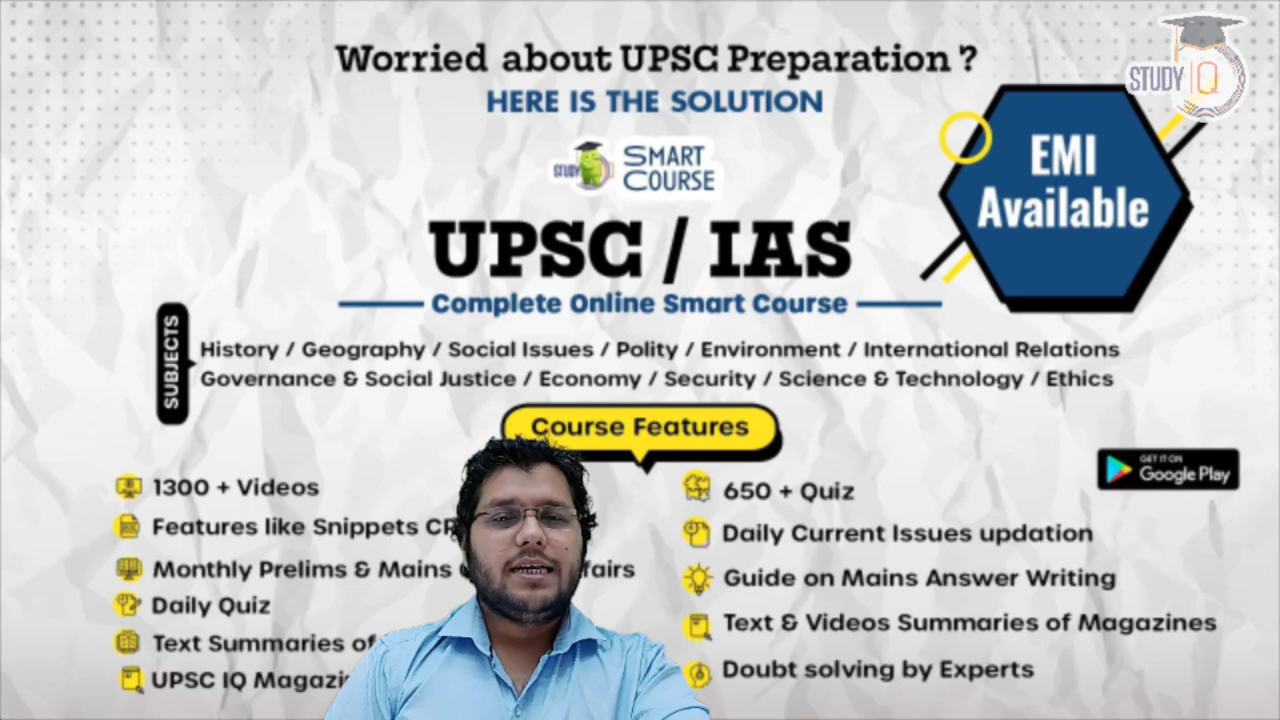 Worried about UPSC Preparation ?
HERE IS THE SOLUTION
STUDY IQ
SMART
COURSE
EMI
Available
STUDY IQ
UPSC / IAS
Complete Online Smart Course
SUBJECTS
History / Geography / Social Issues / Polity / Environment / International Relations
Governance & Social Justice / Economy / Security / Science & Technology / Ethics
Course Features
GET IT ON
Google Play
1300 + Videos
Features like Snippets
Monthly Prelims & Mains
Daily Quiz
Text Summaries of
UPSC IQ
650 + Quiz
Daily Current Issues updation
Guide on Mains Answer Writing
Text & Videos Summaries of Magazines
Doubt solving by Experts